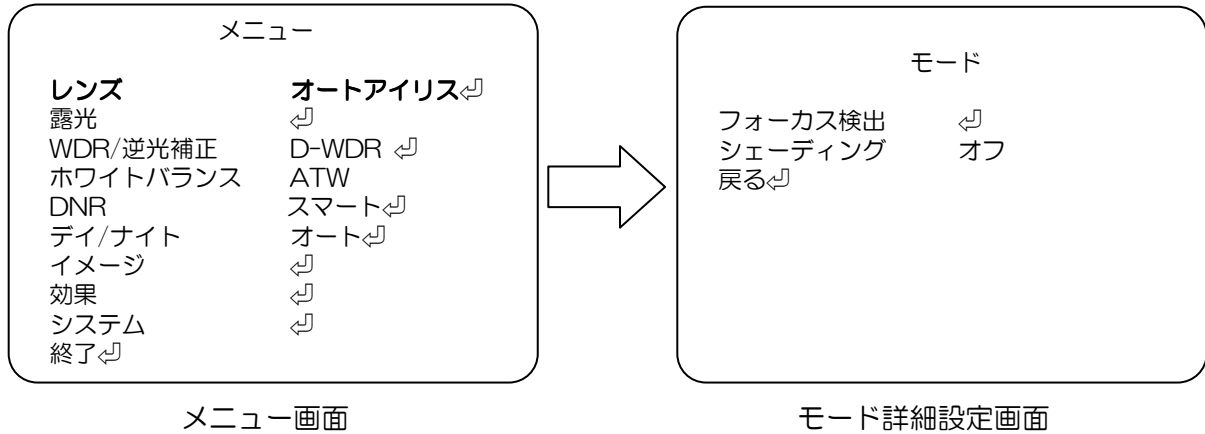 メニュー
レンズ オートアイリス⏎
露光 ⏎
WDR/逆光補正 D-WDR ⏎
ホワイトバランス ATW
DNR スマート⏎
デイ/ナイト オート⏎
イメージ ⏎
効果 ⏎
システム ⏎
終了⏎
メニュー画面
モード
フォーカス検出 ⏎
シェーディング オフ
戻る⏎
モード詳細設定画面